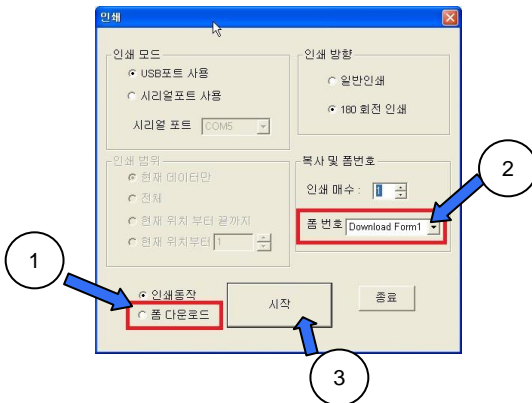 인쇄
인쇄 모드
USB포트 사용
시리얼포트 사용
시리얼 포트 COM5
인쇄 방향
일반인쇄
180 회전 인쇄
인쇄 범위
현재 데이터만
전체
현재 위치 부터 끝까지
현재 위치부터 1
복사 및 폼번호
인쇄 매수 : 1
폼 번호 Download Form1
2
1
인쇄동작
폼 다운로드
시작
종료
3